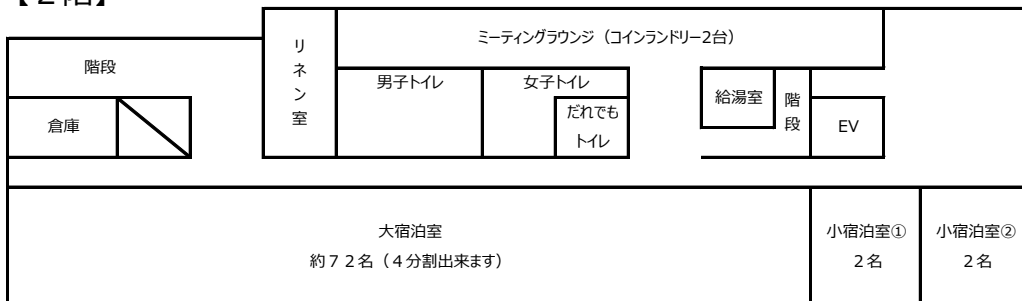 【２階】
ミーティングラウンジ（コインランドリー2台）
リネン室
階段
男子トイレ
女子トイレ
だれでも
トイレ
給湯室
階段
倉庫
EV
大宿泊室
約７２名（４分割出来ます）
小宿泊室①
２名
小宿泊室②
２名